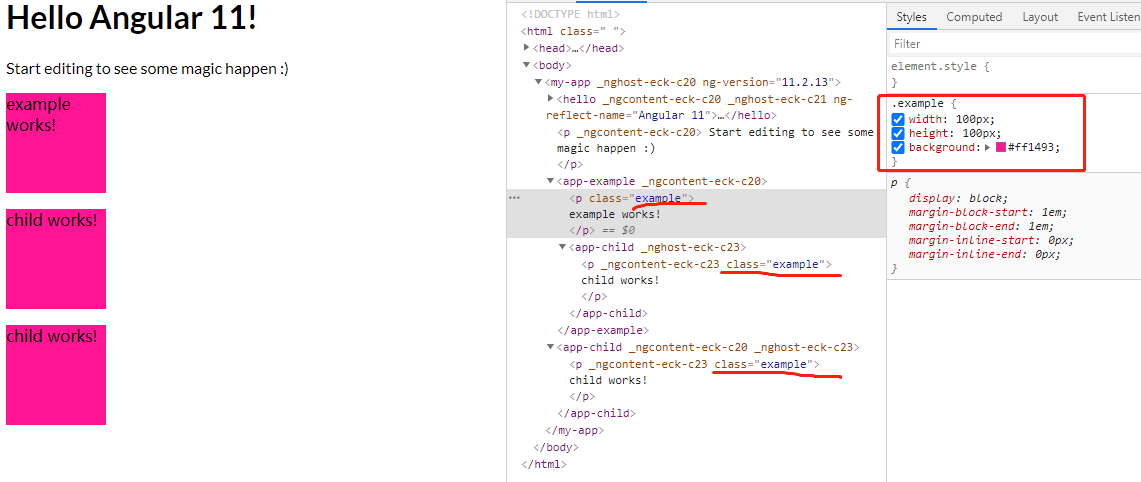 Hello Angular 11!
Start editing to see some magic happen :)
example
works!
child works!
child works!
<!DOCTYPE html>
<html class=" ">
<head>…</head>
<body>
<my-app _nghost-eck-c20 ng-version="11.2.13">
<hello _ngcontent-eck-c20 _nghost-eck-c21 ng-
reflect-name="Angular 11">…</hello>
<p _ngcontent-eck-c20> Start editing to see some
magic happen :)
</p>
<app-example _ngcontent-eck-c20>
<p class="example">
example works!
</p> == $0
<app-child _nghost-eck-c23>
<p _ngcontent-eck-c23 class="example">
child works!
</p>
</app-child>
</app-example>
<app-child _ngcontent-eck-c20 _nghost-eck-c23>
<p _ngcontent-eck-c23 class="example">
child works!
</p>
</app-child>
</my-app>
</body>
</html>
Styles Computed Layout Event Listen
Filter
element.style {
}
.example {
width: 100px;
height: 100px;
background: #ff1493;
}
p {
display: block;
margin-block-start: 1em;
margin-block-end: 1em;
margin-inline-start: 0px;
margin-inline-end: 0px;
}